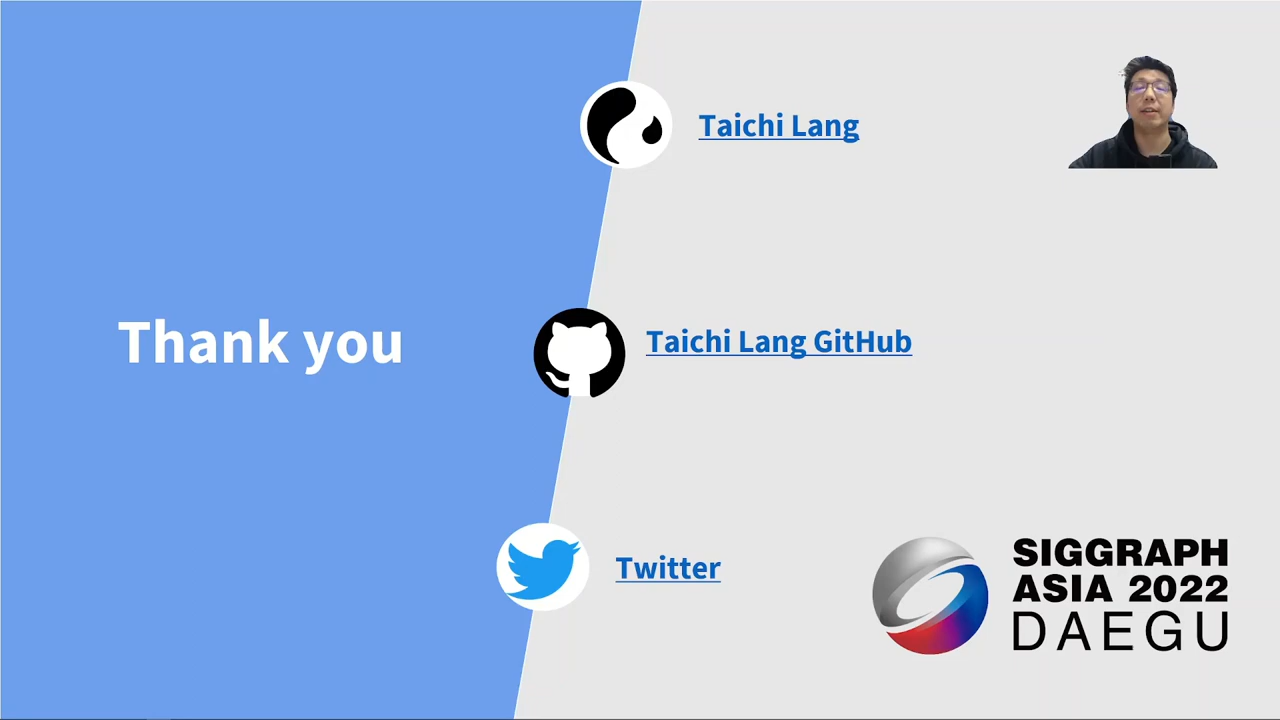 Taichi Lang
Thank you
Taichi Lang GitHub
Twitter
SIGGRAPH
ASIA 2022
DAEGU